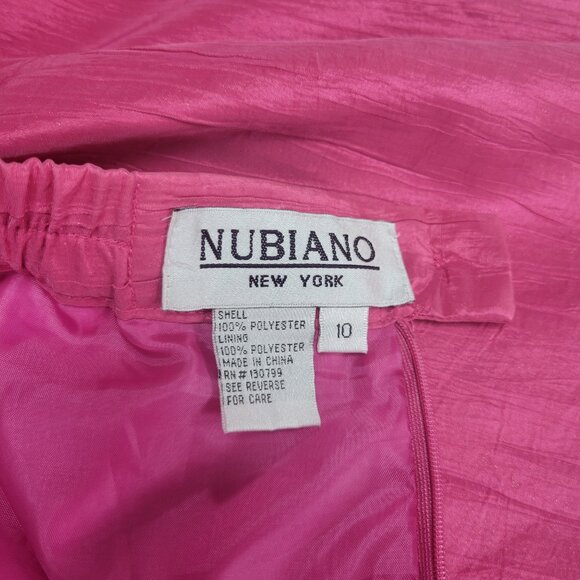 NUBIANO
NEW YORK
SHELL
100% POLYESTER
LINING
100% POLYESTER
MADE IN CHINA
RN # 130799
SEE REVERSE
FOR CARE
10